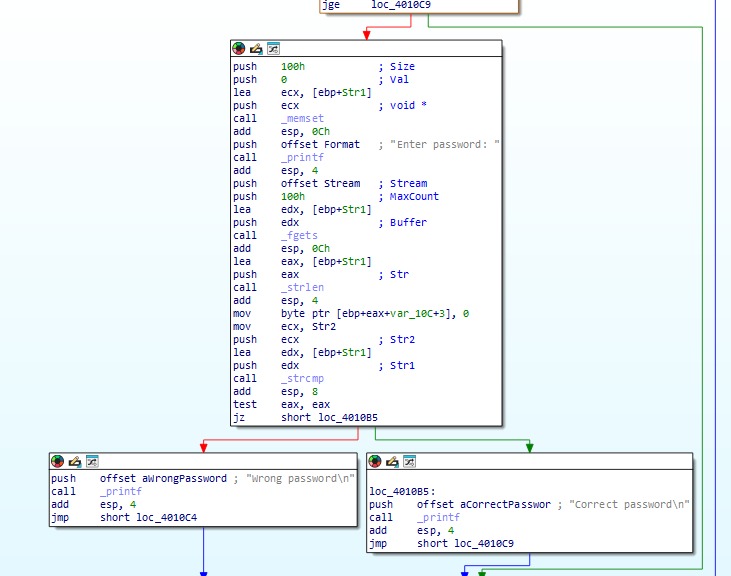 jge loc_4010C9
push 100h ; Size
push 0 ; Val
lea ecx, [ebp+Str1]
push ecx ; void *
call _memset
add esp, 0Ch
push offset Format ; "Enter password: "
call _printf
add esp, 4
push offset Stream ; Stream
push 100h ; MaxCount
lea edx, [ebp+Str1]
push edx ; Buffer
call _fgets
add esp, 0Ch
lea eax, [ebp+Str1]
push eax ; Str
call _strlen
add esp, 4
mov byte ptr [ebp+eax+var_10C+3], 0
mov ecx, Str2
push ecx ; Str2
lea edx, [ebp+Str1]
push edx ; Str1
call _strcmp
add esp, 8
test eax, eax
jz short loc_4010B5
push offset aWrongPassword ; "Wrong password\n"
call _printf
add esp, 4
jmp short loc_4010C4
loc_4010B5:
push offset aCorrectPasswor ; "Correct password\n"
call _printf
add esp, 4
jmp short loc_4010C9